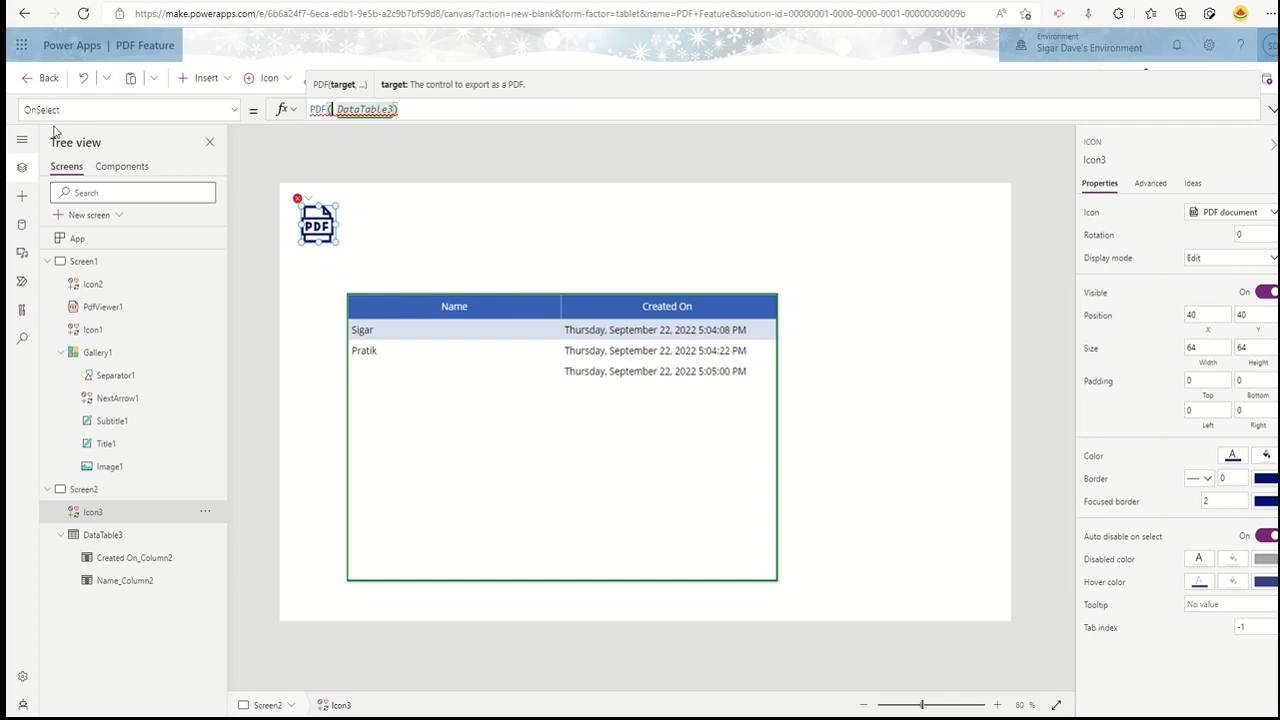 https://make.powerapps.com/e/6b6a24f7-6eca-edb1-9e5b-a2c9b7bf59d8/canvas/?action=new-blank&form-factor=tablet&name=PDF+Feature&solution-id=00000001-0000-0000-0001-00000000009b
Power Apps | PDF Feature
Environment
Sigar Dave's Environment
Back
Insert
Icon
PDF(target, ...)
target: The control to export as a PDF.
OnSelect
=
fx
PDF( DataTable3)
Tree view
Screens
Components
Search
New screen
App
Screen1
Icon2
PdfViewer1
Icon1
Gallery1
Separator1
NextArrow1
Subtitle1
Title1
Image1
Screen2
Icon3
DataTable3
Created On_Column2
Name_Column2
PDF
Name
Created On
Sigar
Thursday, September 22, 2022 5:04:08 PM
Pratik
Thursday, September 22, 2022 5:04:22 PM
Thursday, September 22, 2022 5:05:00 PM
Screen2
Icon3
80 %
ICON
Icon3
Properties
Advanced
Ideas
Icon
PDF document
Rotation
0
Display mode
Edit
Visible
On
Position
40
40
X
Y
Size
64
64
Width
Height
Padding
0
0
Top
Bottom
0
0
Left
Right
Color
A
Border
0
Focused border
2
Auto disable on select
On
Disabled color
A
Hover color
A
Tooltip
No value
Tab index
-1